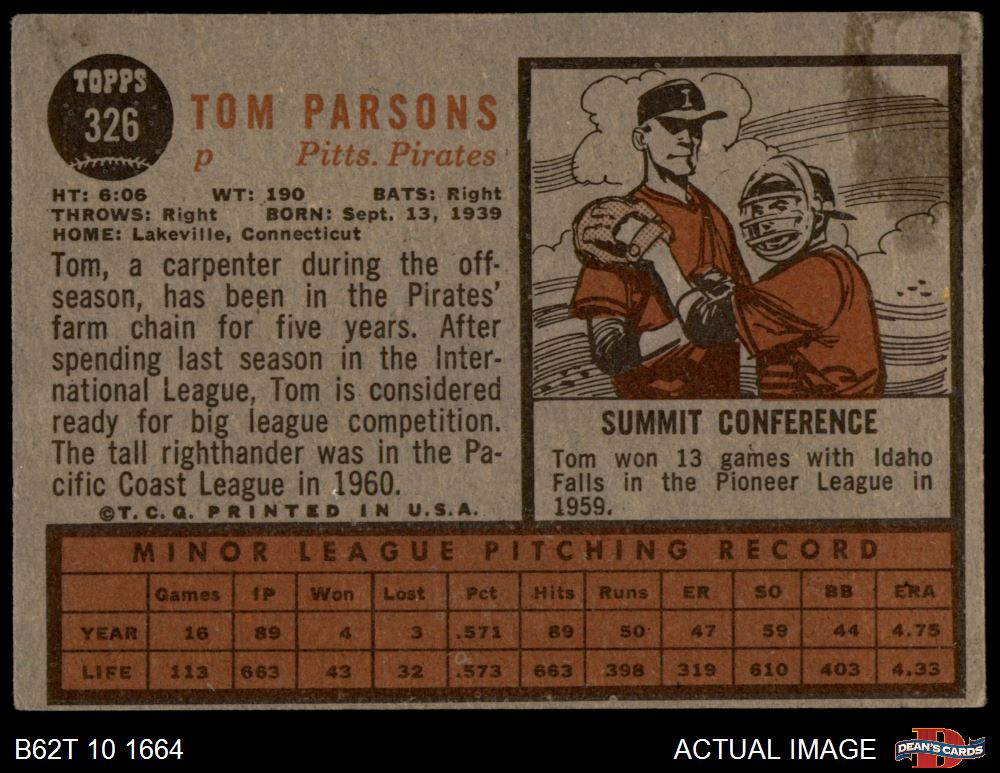 TOPPS
326
TOM PARSONS
p Pitts. Pirates
HT: 6:06 WT: 190 BATS: Right
THROWS: Right BORN: Sept. 13, 1939
HOME: Lakeville, Connecticut
Tom, a carpenter during the off-
season, has been in the Pirates'
farm chain for five years. After
spending last season in the Inter-
national League, Tom is considered
ready for big league competition.
The tall righthander was in the Pa-
cific Coast League in 1960.
©T.C.G. PRINTED IN U.S.A.
I
SUMMIT CONFERENCE
Tom won 13 games with Idaho
Falls in the Pioneer League in
1959.
MINOR LEAGUE PITCHING RECORD
Games IP Won Lost Pct Hits Runs ER SO BB ERA
YEAR 16 89 4 3 .571 89 50 47 59 44 4.75
LIFE 113 663 43 32 .573 663 398 319 610 403 4.33
B62T 10 1664
ACTUAL IMAGE
D
DEAN'S CARDS